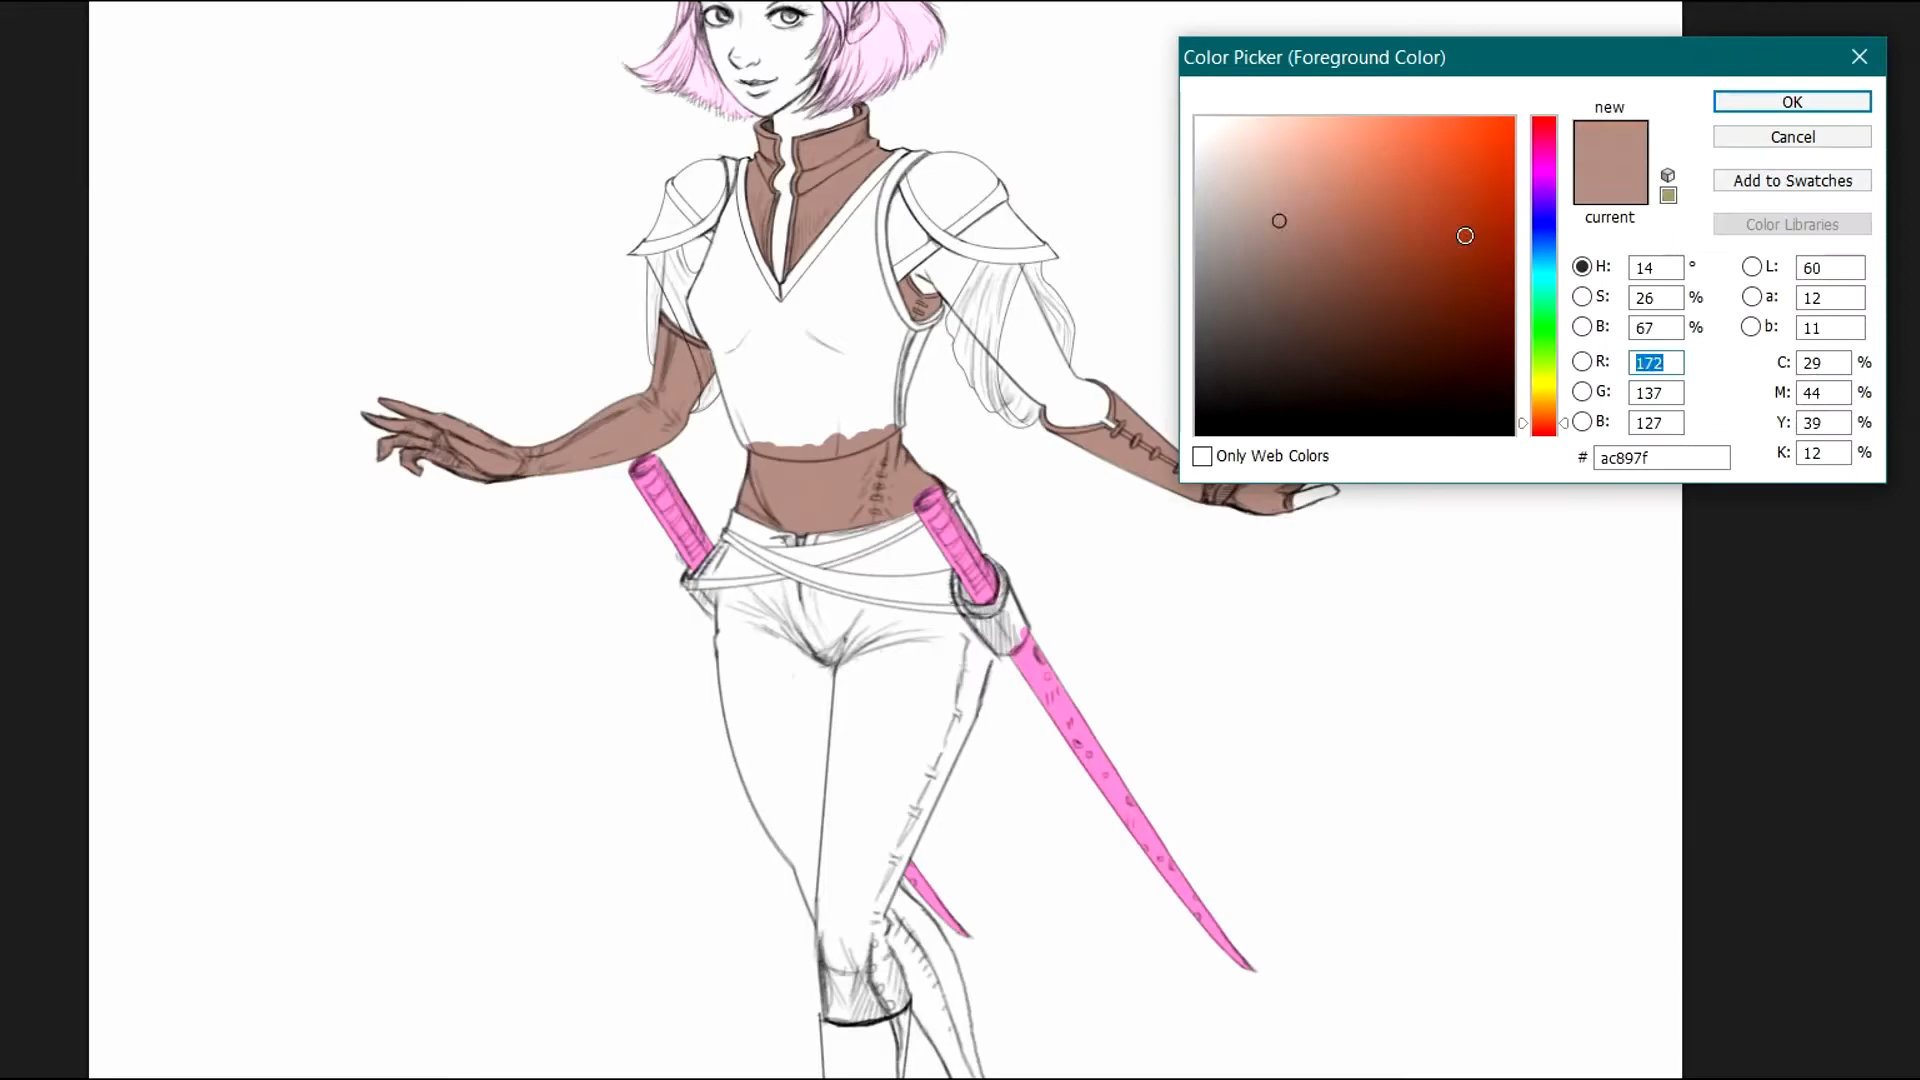 Color Picker (Foreground Color)
new
current
OK
Cancel
Add to Swatches
Color Libraries
H: 14 °
S: 26 %
B: 67 %
R: 172
G: 137
B: 127
# ac897f
L: 60
a: 12
b: 11
C: 29 %
M: 44 %
Y: 39 %
K: 12 %
Only Web Colors